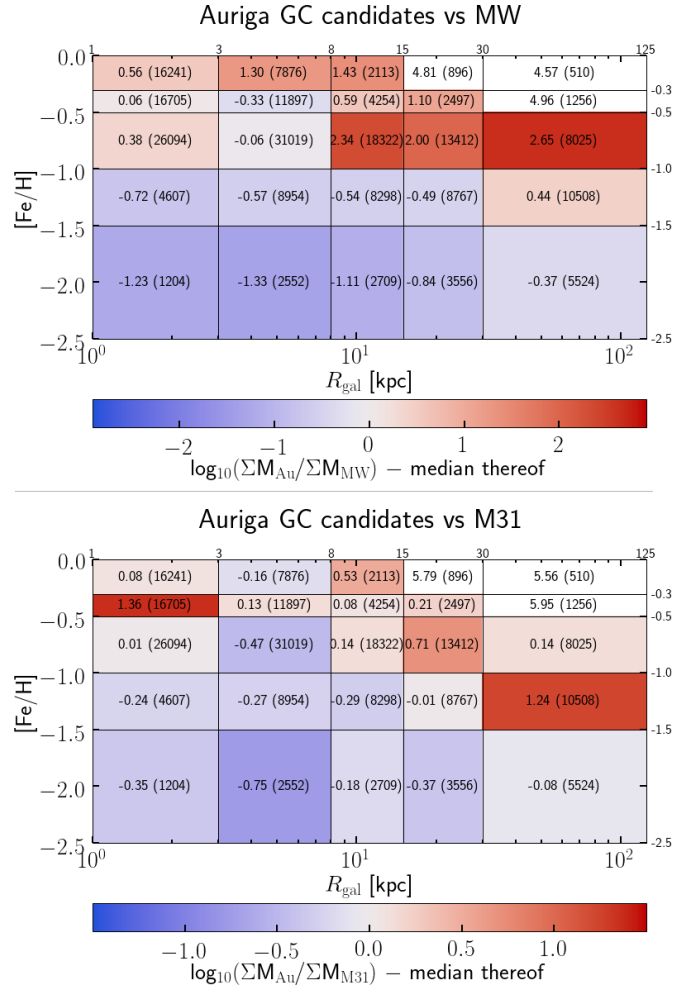 Auriga GC candidates vs MW
1 3 8 15 30 125
0.0 0.56 (16241) 1.30 (7876) 1.43 (2113) 4.81 (896) 4.57 (510)
-0.3
0.06 (16705) -0.33 (11897) 0.59 (4254) 1.10 (2497) 4.96 (1256)
−0.5 -0.5
0.38 (26094) -0.06 (31019) 2.34 (18322) 2.00 (13412) 2.65 (8025)
−1.0 -1.0
[Fe/H]
-0.72 (4607) -0.57 (8954) -0.54 (8298) -0.49 (8767) 0.44 (10508)
−1.5 -1.5
-1.23 (1204) -1.33 (2552) -1.11 (2709) -0.84 (3556) -0.37 (5524)
−2.0
−2.5 -2.5
10⁰ 10¹ 10²
R_gal [kpc]
−2 −1 0 1 2
log₁₀(ΣM_Au/ΣM_MW) − median thereof
Auriga GC candidates vs M31
1 3 8 15 30 125
0.0 0.08 (16241) -0.16 (7876) 0.53 (2113) 5.79 (896) 5.56 (510)
-0.3
1.36 (16705) 0.13 (11897) 0.08 (4254) 0.21 (2497) 5.95 (1256)
−0.5 -0.5
0.01 (26094) -0.47 (31019) 0.14 (18322) 0.71 (13412) 0.14 (8025)
−1.0 -1.0
[Fe/H]
-0.24 (4607) -0.27 (8954) -0.29 (8298) -0.01 (8767) 1.24 (10508)
−1.5 -1.5
-0.35 (1204) -0.75 (2552) -0.18 (2709) -0.37 (3556) -0.08 (5524)
−2.0
−2.5 -2.5
10⁰ 10¹ 10²
R_gal [kpc]
−1.0 −0.5 0.0 0.5 1.0
log₁₀(ΣM_Au/ΣM_M31) − median thereof